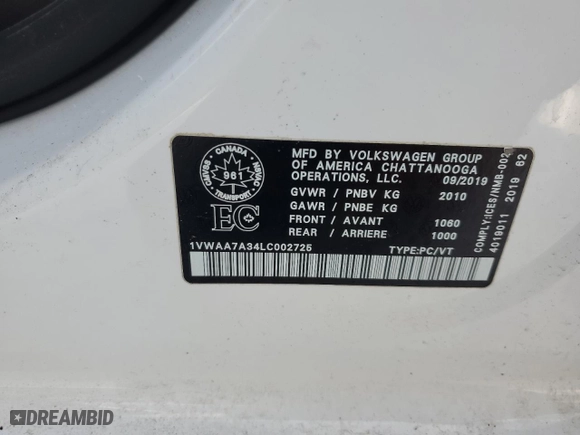 CANADA
961
TRANSPORT
EC
MFD BY VOLKSWAGEN GROUP
OF AMERICA CHATTANOOGA
OPERATIONS, LLC. 09/2019
GVWR / PNBV KG 2010
GAWR / PNBE KG
FRONT / AVANT 1060
REAR / ARRIERE 1000
1VWAA7A34LC002725 TYPE:PC/VT
COMPLY:ICES/NMB-002
4019011 2019 62
DREAMBID